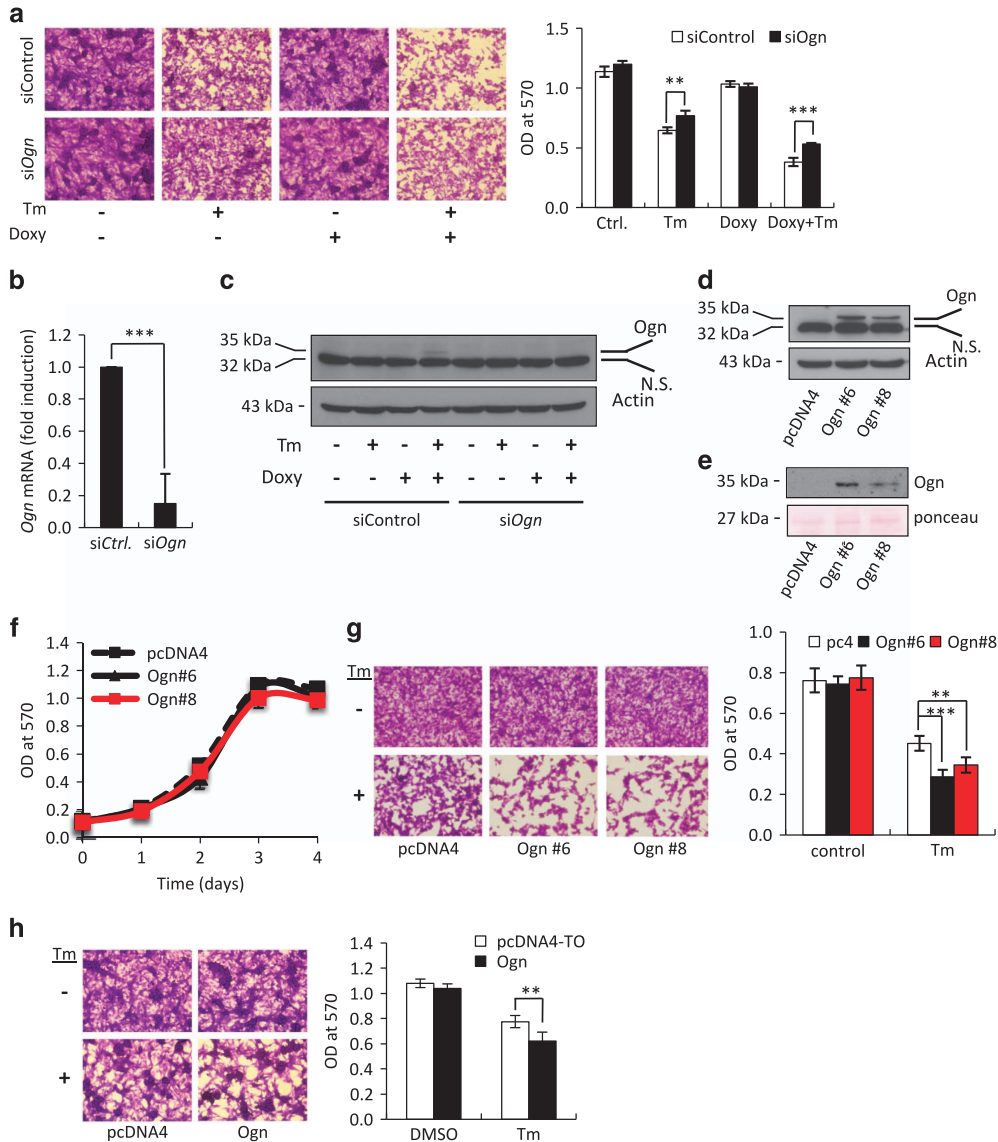 a
siControl
siOgn
Tm - + - +
Doxy - - + +
OD at 570
1.5
1.0
0.5
0.0
siControl siOgn
**
***
Ctrl. Tm Doxy Doxy+Tm
b
Ogn mRNA (fold induction)
1.2
1.0
0.8
0.6
0.4
0.2
0.0
***
siCtrl. siOgn
c
35 kDa
32 kDa
43 kDa -
Ogn
N.S.
Actin
Tm - + - + - + - +
Doxy - - + + - - + +
siControl siOgn
d
35 kDa
32 kDa
43 kDa -
Ogn
N.S.
Actin
pcDNA4
Ogn #6
Ogn #8
e
35 kDa -
27 kDa -
Ogn
ponceau
pcDNA4
Ogn #6
Ogn #8
f
OD at 570
1.4
1.2
1.0
0.8
0.6
0.4
0.2
0.0
pcDNA4
Ogn#6
Ogn#8
0 1 2 3 4
Time (days)
g
Tm
-
+
pcDNA4 Ogn #6 Ogn #8
OD at 570
1.0
0.8
0.6
0.4
0.2
0.0
pc4 Ogn#6 Ogn#8
**
***
control Tm
h
Tm
-
+
pcDNA4 Ogn
OD at 570
1.4
1.2
1.0
0.8
0.6
0.4
0.2
0.0
pcDNA4-TO
Ogn
**
DMSO Tm